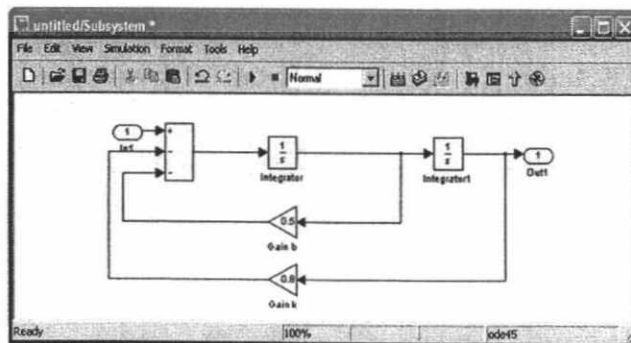 untitled/Subsystem *
File Edit View Simulation Format Tools Help
Normal
1
In1
+
-
-
1
s
Integrator
1
s
Integrator1
1
Out1
0.5
Gain b
0.8
Gain k
Ready 100% ode45